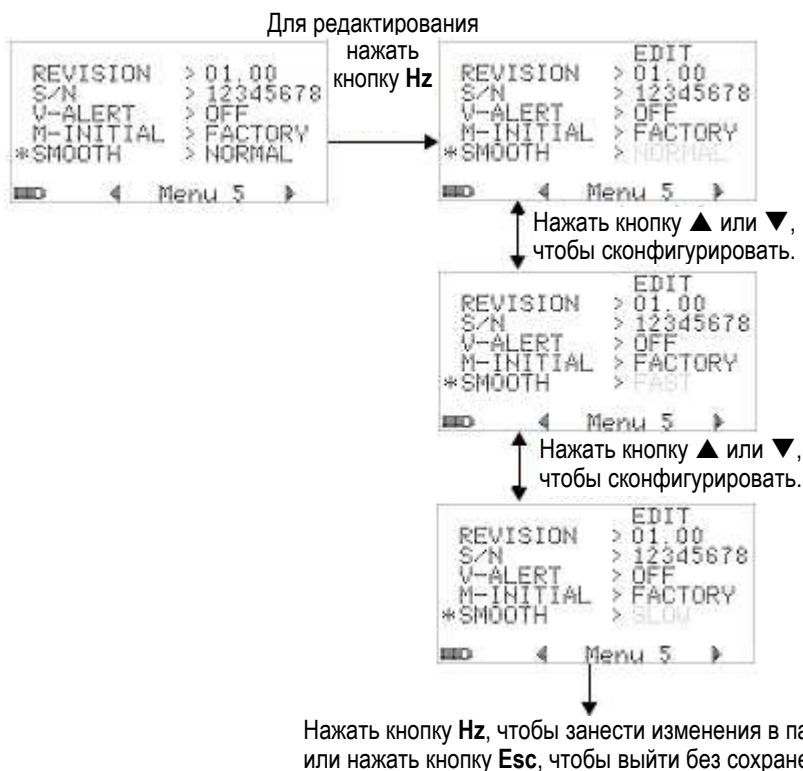 Для редактирования
нажать
кнопку Hz
REVISION > 01.00
S/N > 12345678
V-ALERT > OFF
M-INITIAL > FACTORY
*SMOOTH > NORMAL
Menu 5
EDIT
REVISION > 01.00
S/N > 12345678
V-ALERT > OFF
M-INITIAL > FACTORY
*SMOOTH > NORMAL
Menu 5
Нажать кнопку ▲ или ▼,
чтобы сконфигурировать.
EDIT
REVISION > 01.00
S/N > 12345678
V-ALERT > OFF
M-INITIAL > FACTORY
*SMOOTH > FAST
Menu 5
Нажать кнопку ▲ или ▼,
чтобы сконфигурировать.
EDIT
REVISION > 01.00
S/N > 12345678
V-ALERT > OFF
M-INITIAL > FACTORY
*SMOOTH > SLOW
Menu 5
Нажать кнопку Hz, чтобы занести изменения в
или нажать кнопку Esc, чтобы выйти без